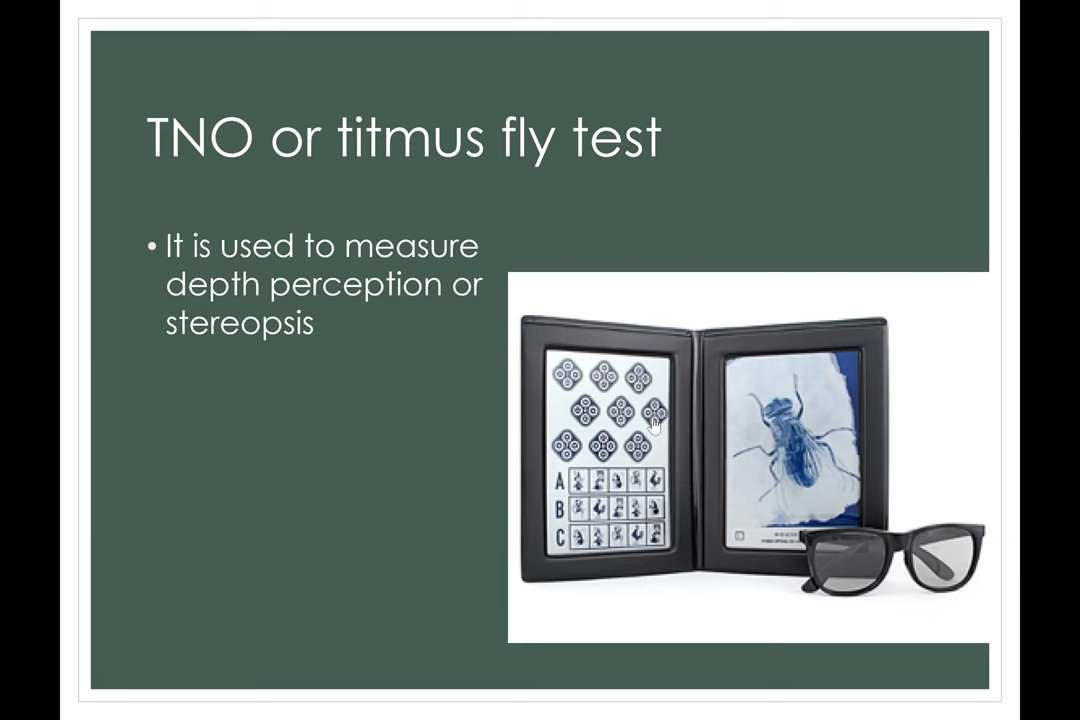 TNO or titmus fly test
• It is used to measure
depth perception or
stereopsis
A
B
C